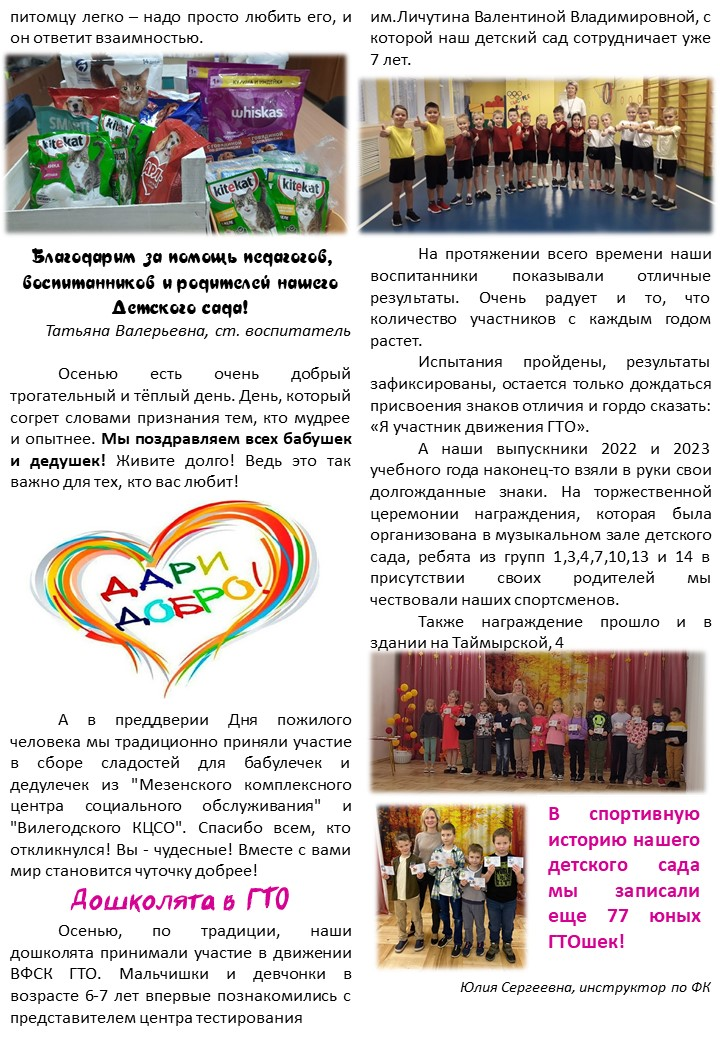 питомцу легко – надо просто любить его, и
он ответит взаимностью.
whiskas
kitekat
kitekat
kitekat
Благодарим за помощь педагогов,
воспитанников и родителей нашего
Детского сада!
Татьяна Валерьевна, ст. воспитатель
Осенью есть очень добрый
трогательный и тёплый день. День, который
согрет словами признания тем, кто мудрее
и опытнее. Мы поздравляем всех бабушек
и дедушек! Живите долго! Ведь это так
важно для тех, кто вас любит!
ДАРИ
ДОБРО!
А в преддверии Дня пожилого
человека мы традиционно приняли участие
в сборе сладостей для бабулечек и
дедулечек из "Мезенского комплексного
центра социального обслуживания" и
"Вилегодского КЦСО". Спасибо всем, кто
откликнулся! Вы - чудесные! Вместе с вами
мир становится чуточку добрее!
Дошколята в ГТО
Осенью, по традиции, наши
дошколята принимали участие в движении
ВФСК ГТО. Мальчишки и девчонки в
возрасте 6-7 лет впервые познакомились с
представителем центра тестирования
им.Личутина Валентиной Владимировной, с
которой наш детский сад сотрудничает уже
7 лет.
На протяжении всего времени наши
воспитанники показывали отличные
результаты. Очень радует и то, что
количество участников с каждым годом
растет.
Испытания пройдены, результаты
зафиксированы, остается только дождаться
присвоения знаков отличия и гордо сказать:
«Я участник движения ГТО».
А наши выпускники 2022 и 2023
учебного года наконец-то взяли в руки свои
долгожданные знаки. На торжественной
церемонии награждения, которая была
организована в музыкальном зале детского
сада, ребята из групп 1,3,4,7,10,13 и 14 в
присутствии своих родителей мы
чествовали наших спортсменов.
Также награждение прошло и в
здании на Таймырской, 4
В спортивную
историю нашего
детского сада
мы записали
еще 77 юных
ГТОшек!
Юлия Сергеевна, инструктор по ФК